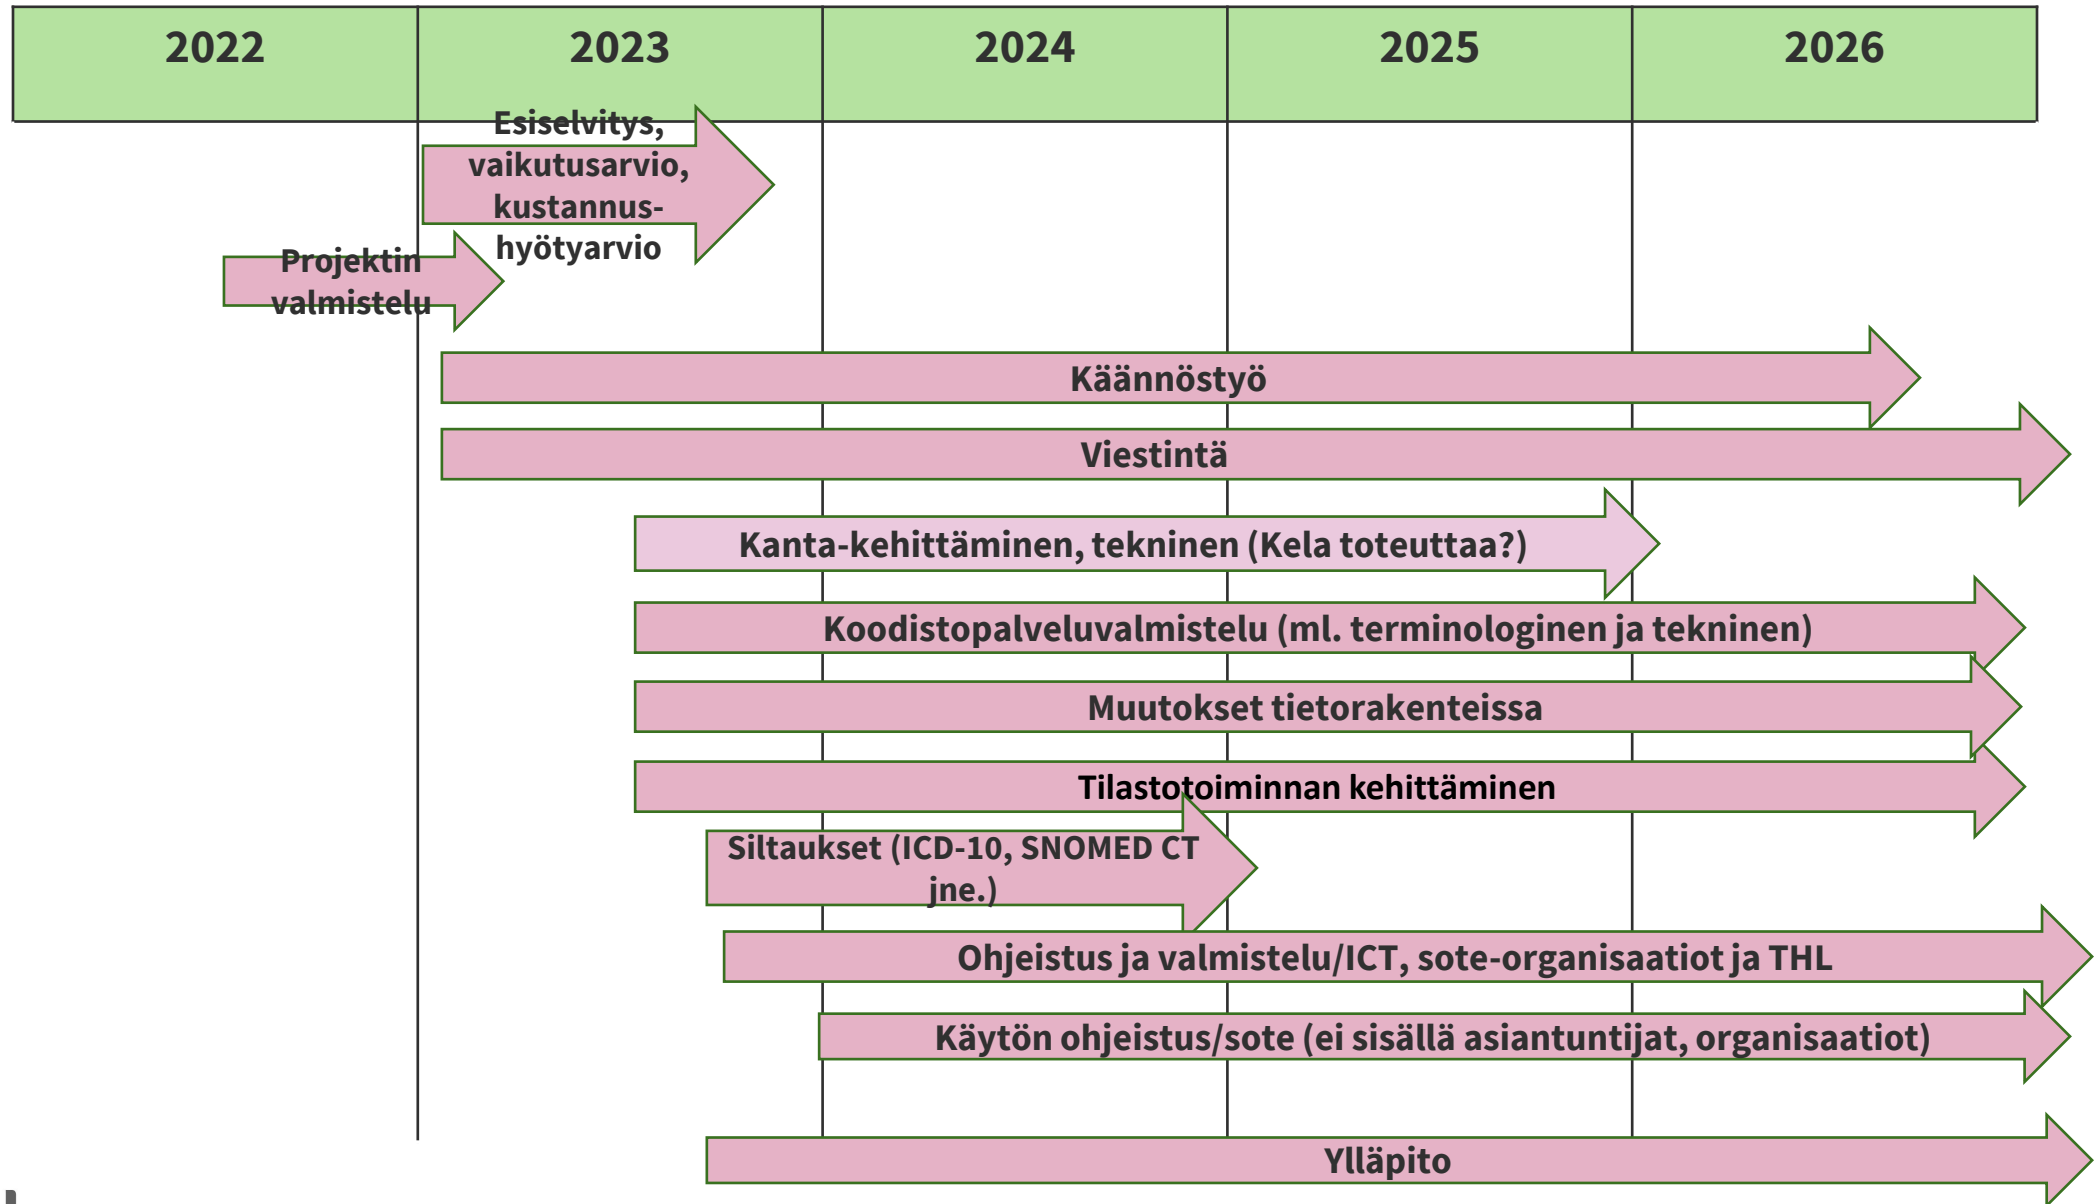 2022
2023
2024
2025
2026
Esiselvitys,
vaikutusarvio,
kustannus-
hyötyarvio
Projektin
valmistelu
Käännöstyö
Viestintä
Kanta-kehittäminen, tekninen (Kela toteuttaa?)
Koodistopalveluvalmistelu (ml. terminologinen ja tekninen)
Muutokset tietorakenteissa
Tilastotoiminnan kehittäminen
Siltaukset (ICD-10, SNOMED CT
jne.)
Ohjeistus ja valmistelu/ICT, sote-organisaatiot ja THL
Käytön ohjeistus/sote (ei sisällä asiantuntijat, organisaatiot)
Ylläpito